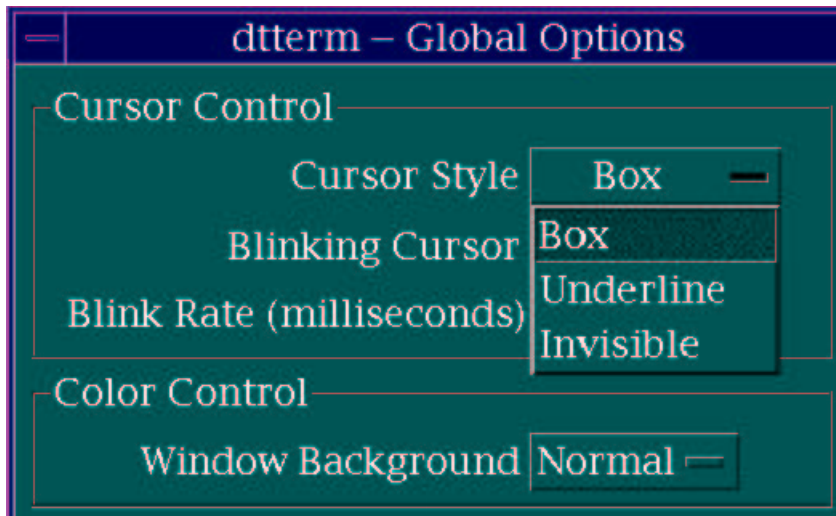 dtterm – Global Options
Cursor Control
Cursor Style Box
Box
Blinking Cursor
Underline
Blink Rate (milliseconds)
Invisible
Color Control
Window Background Normal